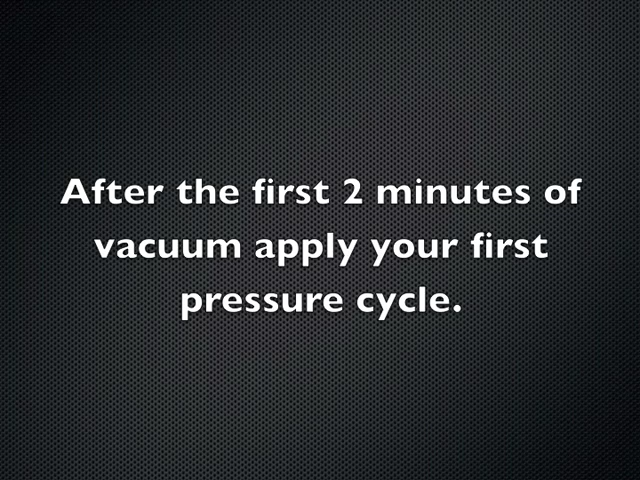 After the first 2 minutes of
vacuum apply your first
pressure cycle.